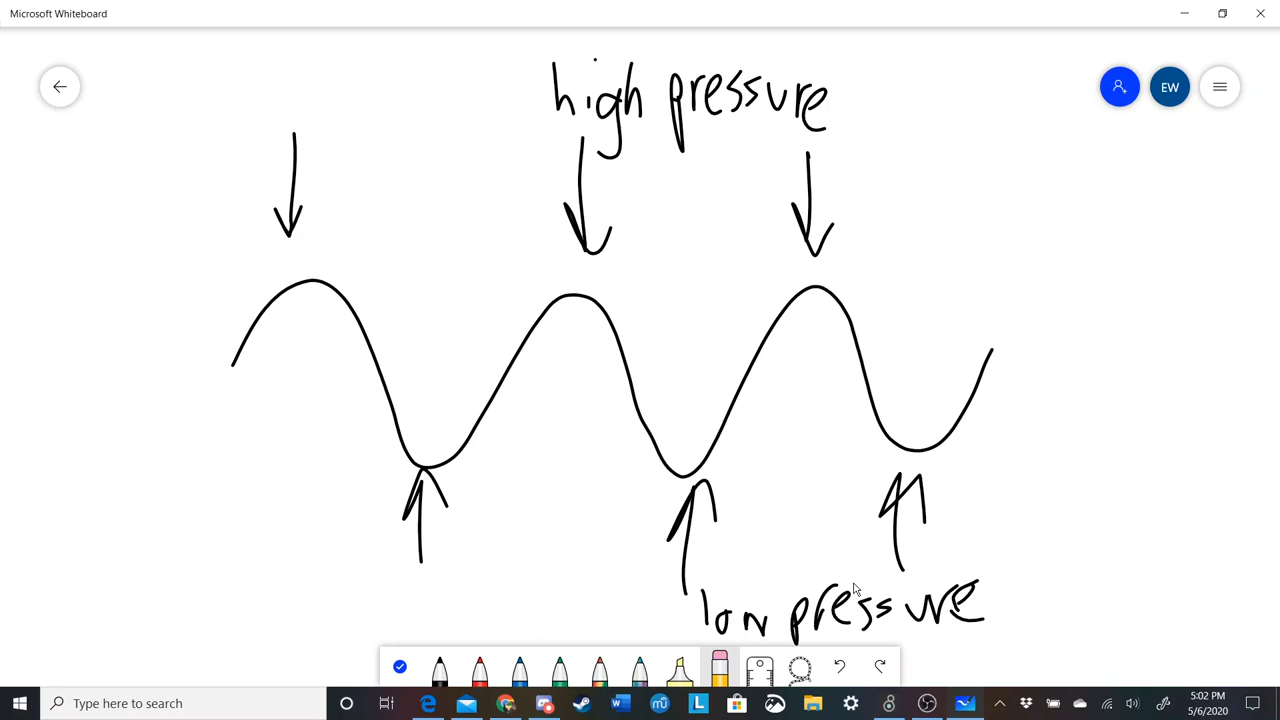 Microsoft Whiteboard
EW
high pressure
low pressure
Type here to search
5:02 PM
5/6/2020